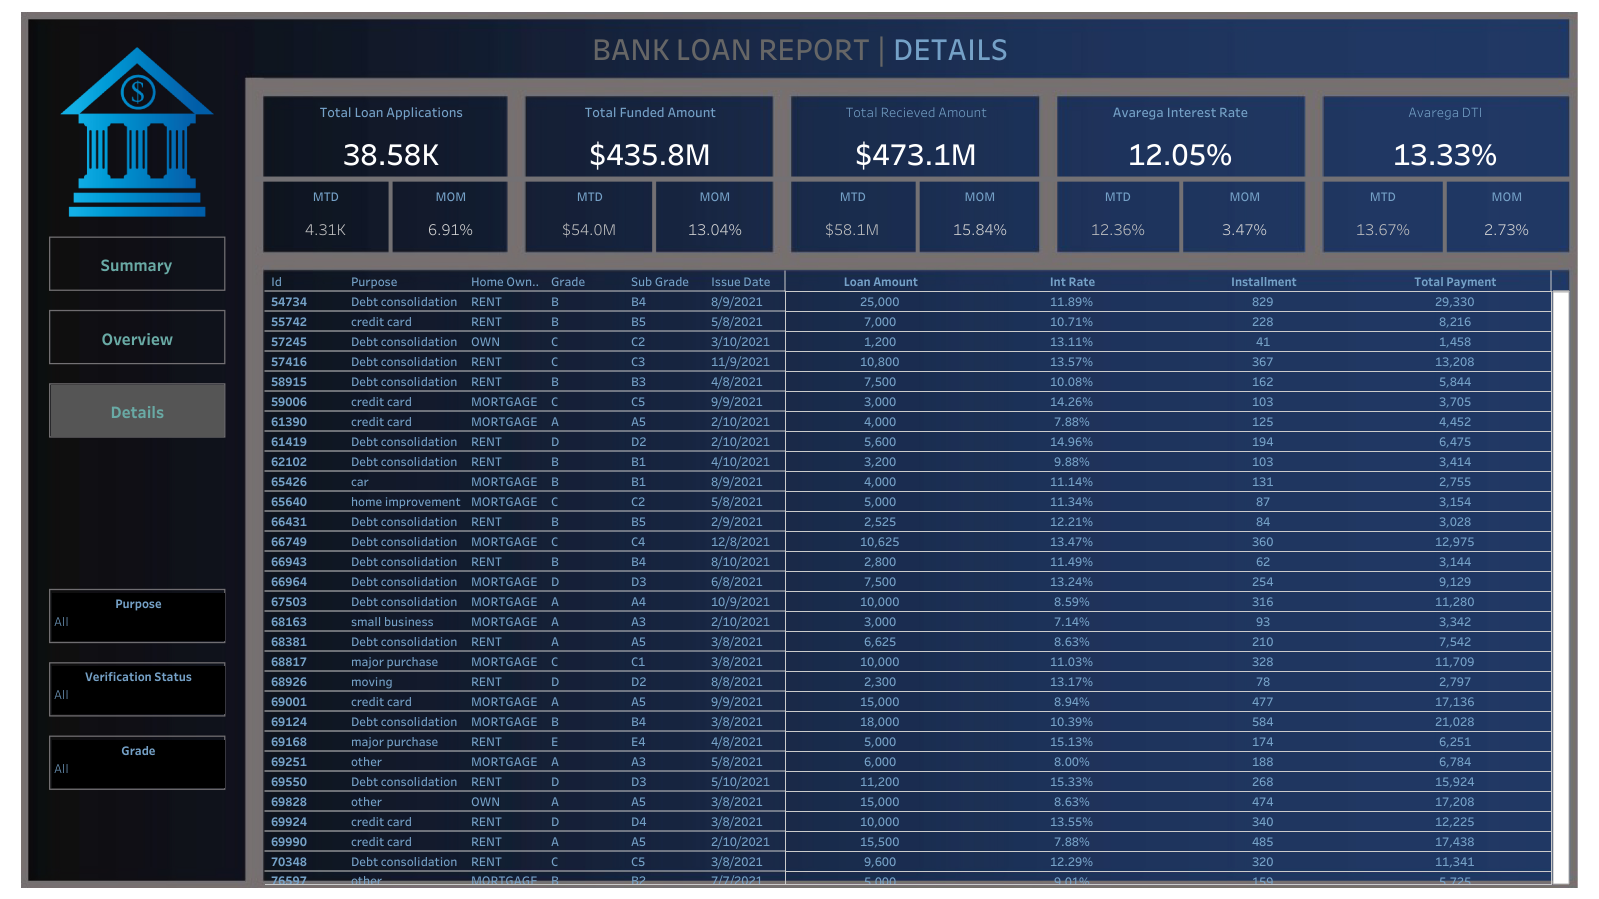 BANK LOAN REPORT | DETAILS
$
Total Loan Applications
38.58K
MTD MOM
4.31K 6.91%
Total Funded Amount
$435.8M
MTD MOM
$54.0M 13.04%
Total Recieved Amount
$473.1M
MTD MOM
$58.1M 15.84%
Avarega Interest Rate
12.05%
MTD MOM
12.36% 3.47%
Avarega DTI
13.33%
MTD MOM
13.67% 2.73%
Summary
Overview
Details
Purpose
All
Verification Status
All
Grade
All
Id Purpose Home Own.. Grade Sub Grade Issue Date Loan Amount Int Rate Installment Total Payment
54734 Debt consolidation RENT B B4 8/9/2021 25,000 11.89% 829 29,330
55742 credit card RENT B B5 5/8/2021 7,000 10.71% 228 8,216
57245 Debt consolidation OWN C C2 3/10/2021 1,200 13.11% 41 1,458
57416 Debt consolidation RENT C C3 11/9/2021 10,800 13.57% 367 13,208
58915 Debt consolidation RENT B B3 4/8/2021 7,500 10.08% 162 5,844
59006 credit card MORTGAGE C C5 9/9/2021 3,000 14.26% 103 3,705
61390 credit card MORTGAGE A A5 2/10/2021 4,000 7.88% 125 4,452
61419 Debt consolidation RENT D D2 2/10/2021 5,600 14.96% 194 6,475
62102 Debt consolidation RENT B B1 4/10/2021 3,200 9.88% 103 3,414
65426 car MORTGAGE B B1 8/9/2021 4,000 11.14% 131 2,755
65640 home improvement MORTGAGE C C2 5/8/2021 5,000 11.34% 87 3,154
66431 Debt consolidation RENT B B5 2/9/2021 2,525 12.21% 84 3,028
66749 Debt consolidation MORTGAGE C C4 12/8/2021 10,625 13.47% 360 12,975
66943 Debt consolidation RENT B B4 8/10/2021 2,800 11.49% 62 3,144
66964 Debt consolidation MORTGAGE D D3 6/8/2021 7,500 13.24% 254 9,129
67503 Debt consolidation MORTGAGE A A4 10/9/2021 10,000 8.59% 316 11,280
68163 small business MORTGAGE A A3 2/10/2021 3,000 7.14% 93 3,342
68381 Debt consolidation RENT A A5 3/8/2021 6,625 8.63% 210 7,542
68817 major purchase MORTGAGE C C1 3/8/2021 10,000 11.03% 328 11,709
68926 moving RENT D D2 8/8/2021 2,300 13.17% 78 2,797
69001 credit card MORTGAGE A A5 9/9/2021 15,000 8.94% 477 17,136
69124 Debt consolidation MORTGAGE B B4 3/8/2021 18,000 10.39% 584 21,028
69168 major purchase RENT E E4 4/8/2021 5,000 15.13% 174 6,251
69251 other MORTGAGE A A3 5/8/2021 6,000 8.00% 188 6,784
69550 Debt consolidation RENT D D3 5/10/2021 11,200 15.33% 268 15,924
69828 other OWN A A5 3/8/2021 15,000 8.63% 474 17,208
69924 credit card RENT D D4 3/8/2021 10,000 13.55% 340 12,225
69990 credit card RENT A A5 2/10/2021 15,500 7.88% 485 17,438
70348 Debt consolidation RENT C C5 3/8/2021 9,600 12.29% 320 11,341
76597 other MORTGAGE B B2 7/7/2021 5,000 9.01% 159 5,725